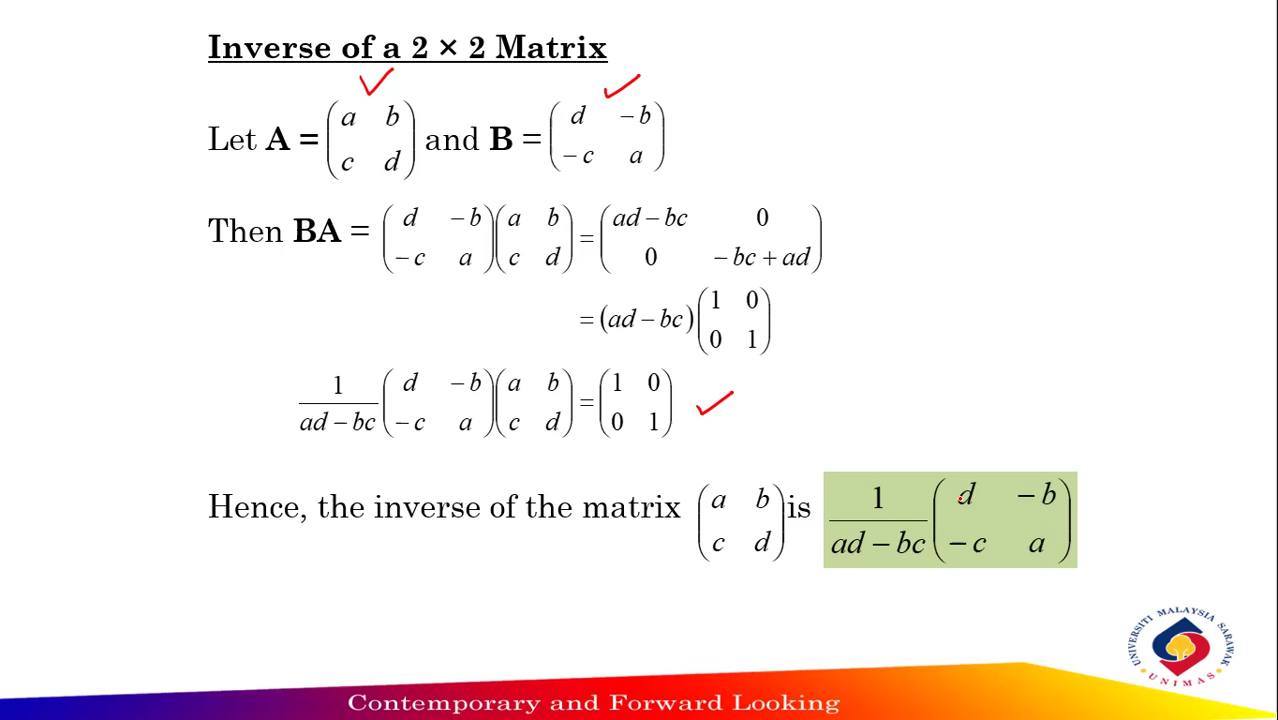 Inverse of a 2 × 2 Matrix
Let A = (a b; c d) and B = (d −b; −c a)
Then BA = (d −b; −c a)(a b; c d) = (ad − bc 0; 0 −bc + ad)
= (ad − bc)(1 0; 0 1)
1/(ad − bc) (d −b; −c a)(a b; c d) = (1 0; 0 1)
Hence, the inverse of the matrix (a b; c d) is 1/(ad − bc) (d −b; −c a)
UNIVERSITI MALAYSIA SARAWAK
UNIMAS
Contemporary and Forward Looking